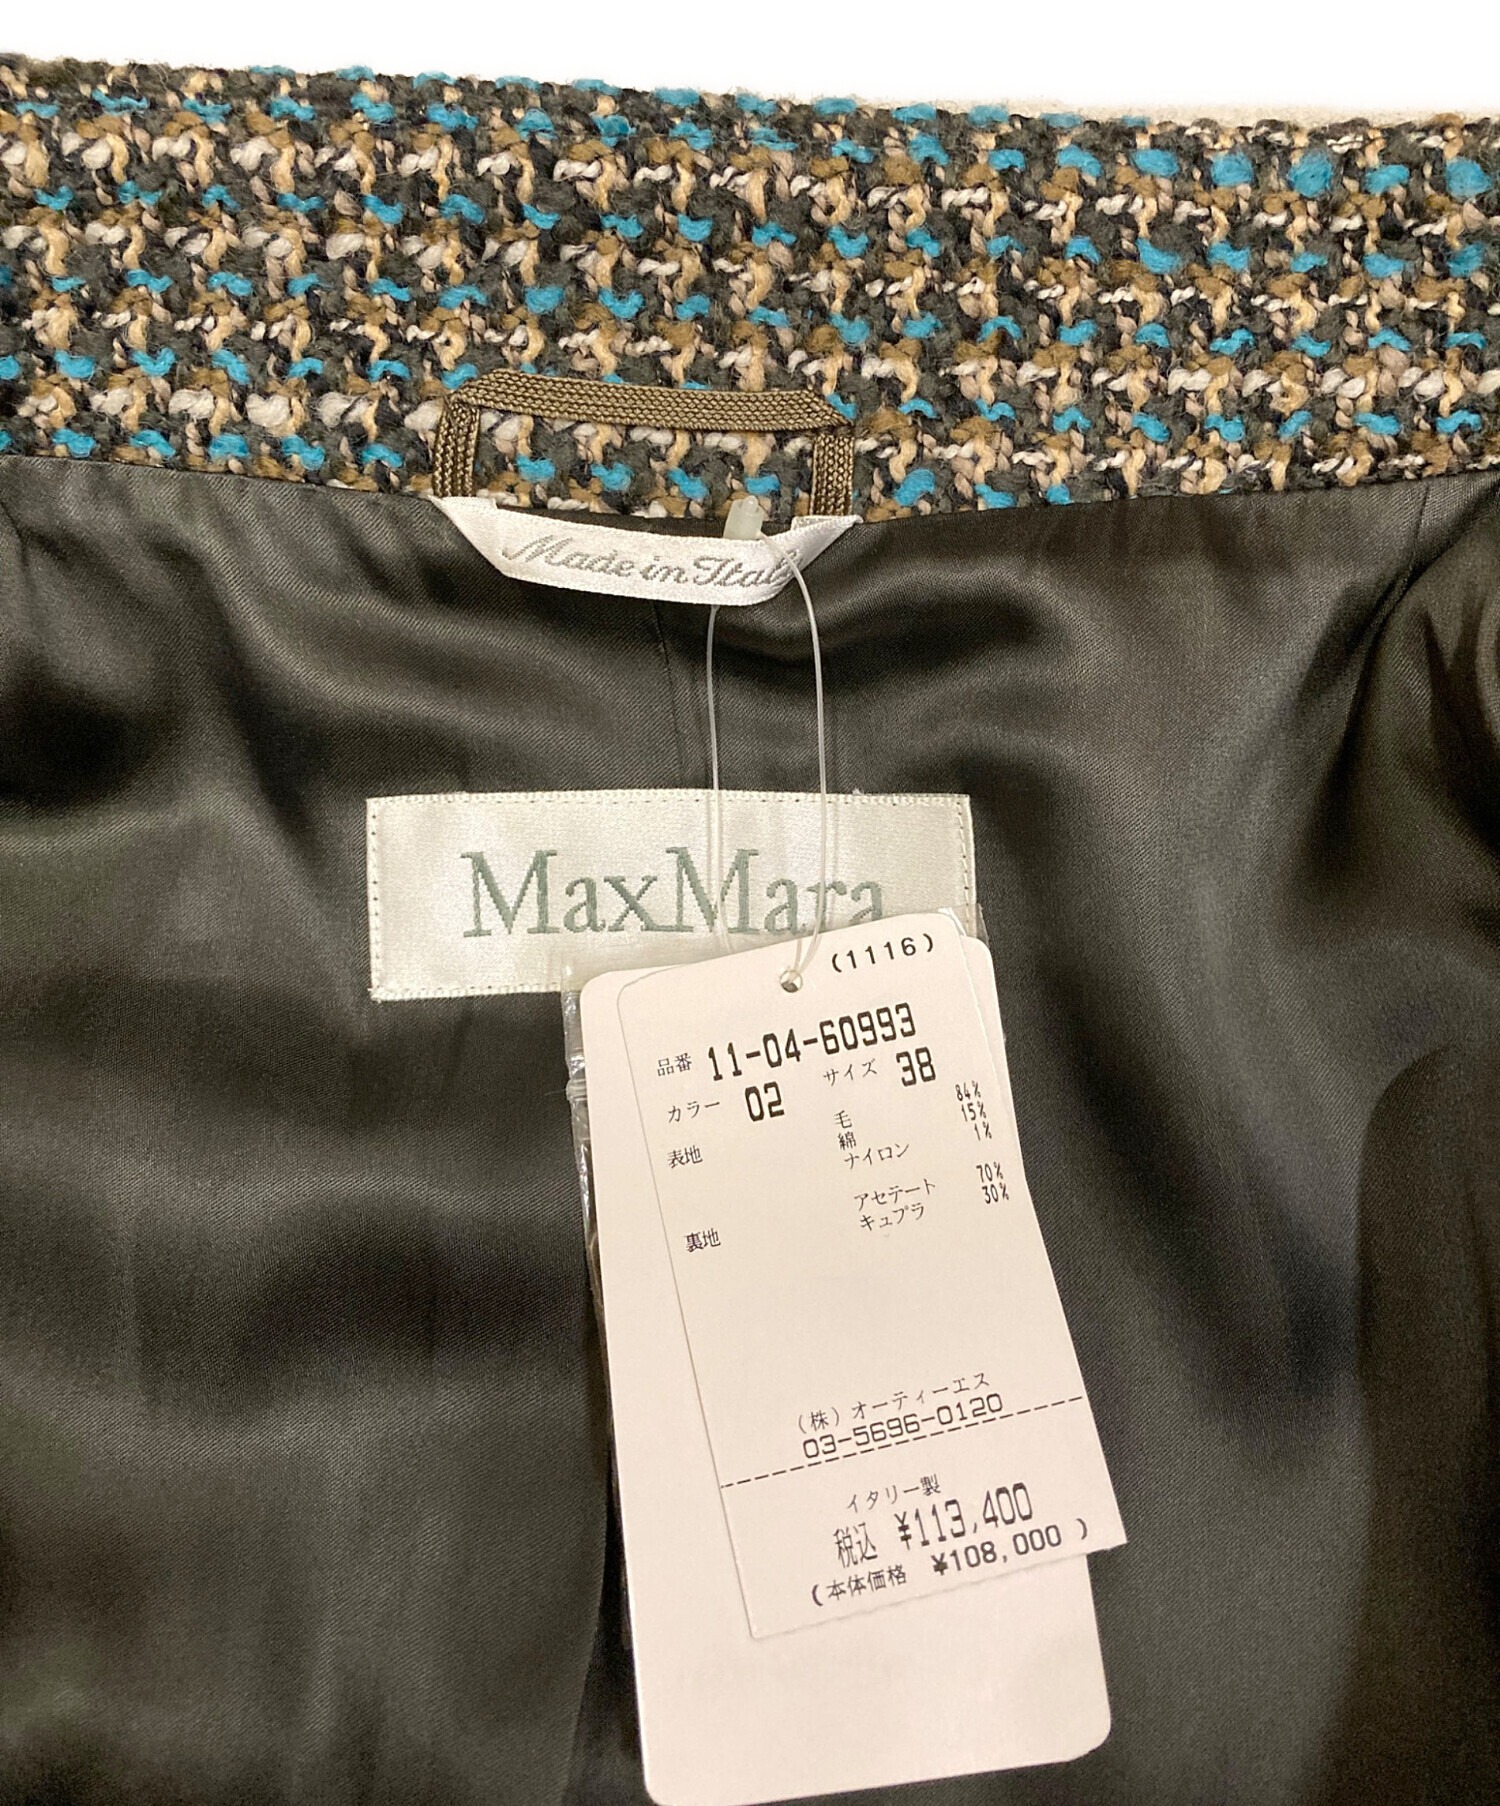 Made in Italy
MaxMara
(1116)
品番 11-04-60993
カラー 02 サイズ 38
表地 毛 84%
綿 15%
ナイロン 1%
裏地 アセテート 70%
キュプラ 30%
(株)オーティーエス
03-5696-0120
イタリー製
税込 ¥113,400
(本体価格 ¥108,000 )